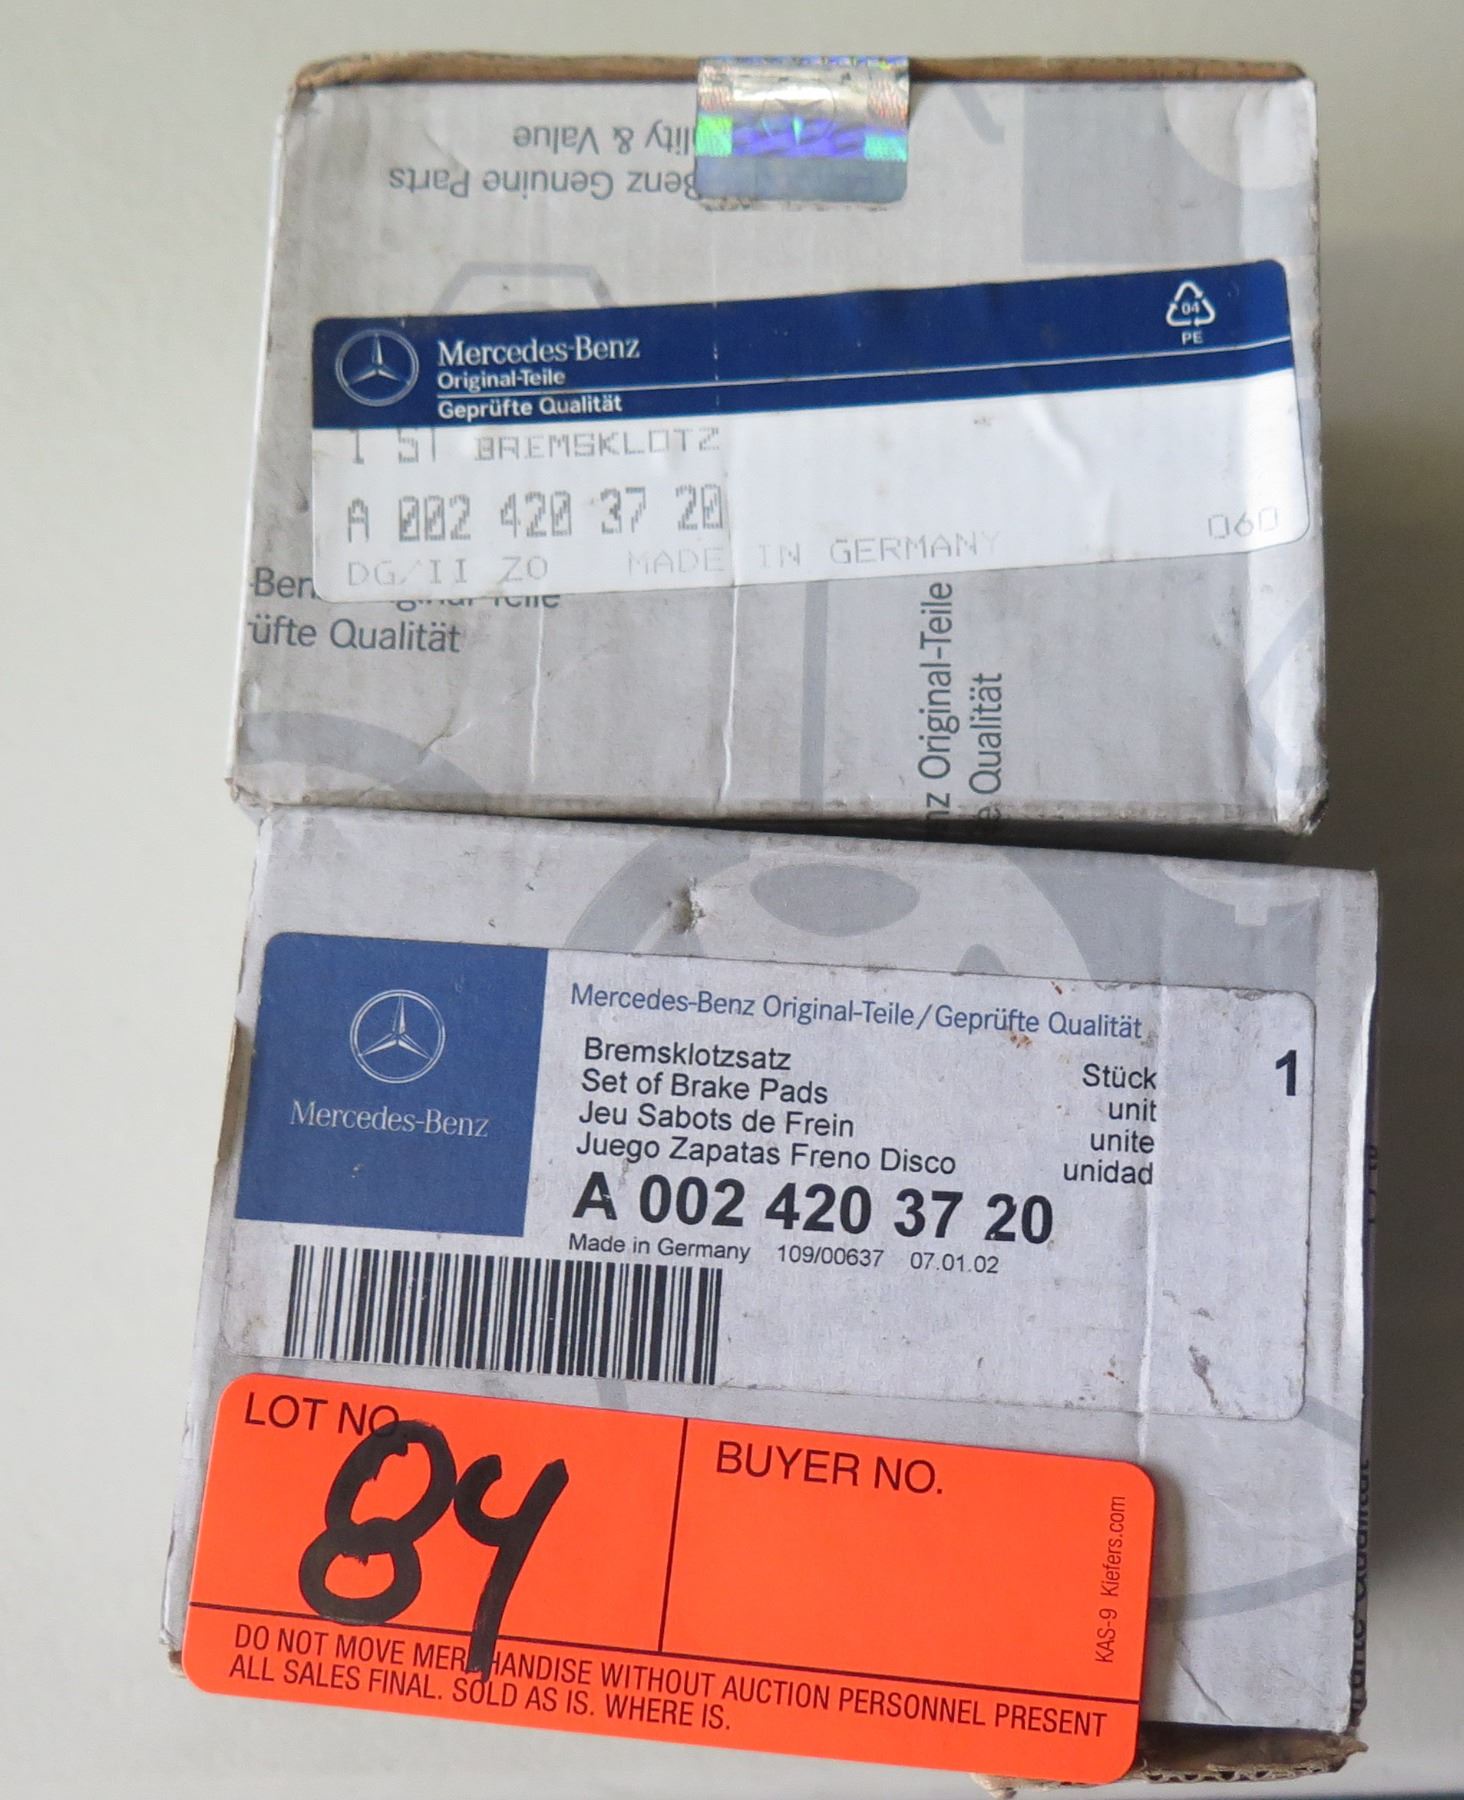 lity & Value
Benz Genuine Parts
04
PE
Mercedes-Benz
Original-Teile
Geprüfte Qualität
1 ST BREMSKLOTZ
A 002 420 37 20
060
DG/II ZO MADE IN GERMANY
üfte Qualität
nz Original-Teile
e Qualität
Mercedes-Benz
Mercedes-Benz Original-Teile/Geprüfte Qualität
Bremsklotzsatz Stück 1
Set of Brake Pads unit
Jeu Sabots de Frein unite
Juego Zapatas Freno Disco unidad
A 002 420 37 20
Made in Germany 109/00637 07.01.02
LOT NO.
84
BUYER NO.
KAS-9 Kiefers.com
DO NOT MOVE MERCHANDISE WITHOUT AUCTION PERSONNEL PRESENT
ALL SALES FINAL. SOLD AS IS. WHERE IS.